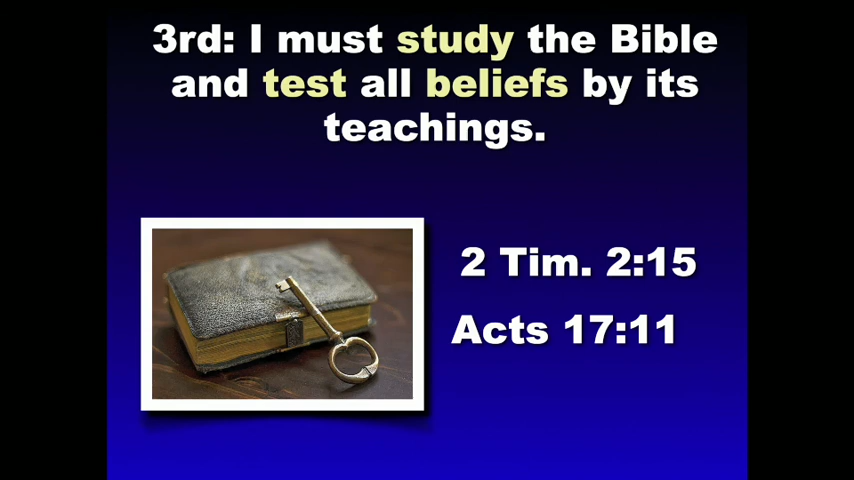 3rd: I must study the Bible
and test all beliefs by its
teachings.
2 Tim. 2:15
Acts 17:11